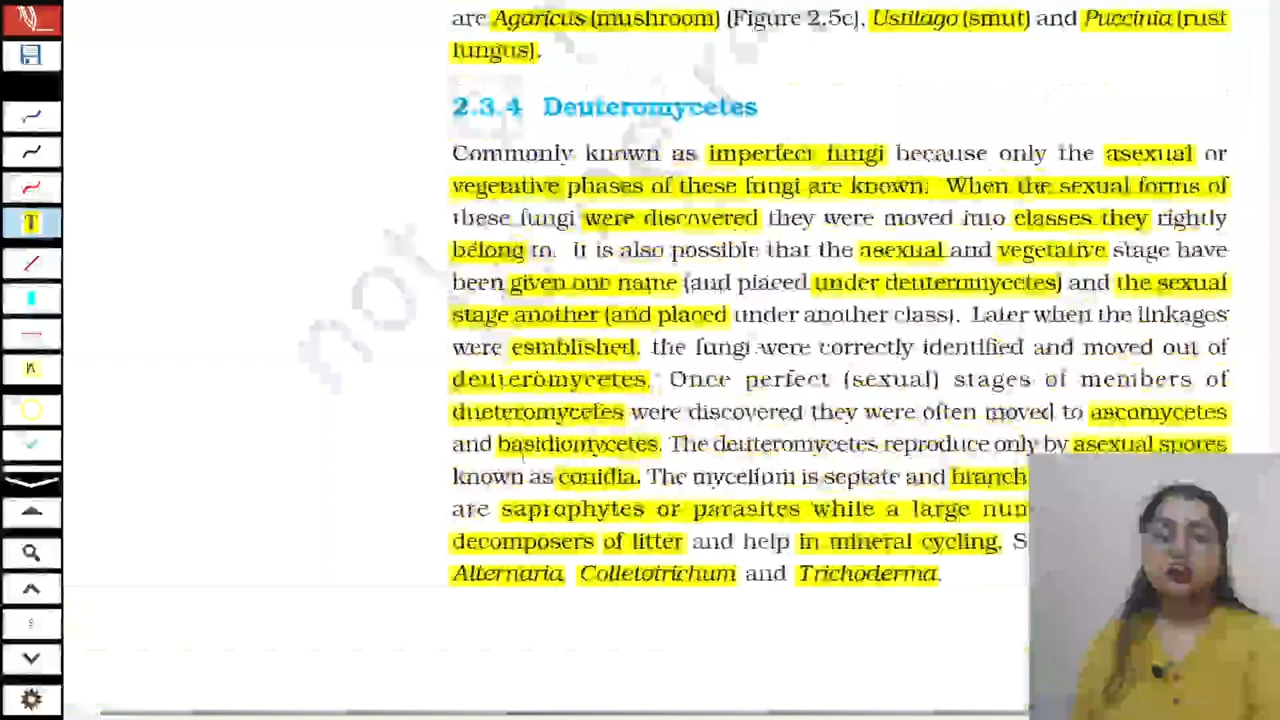 are Agaricus (mushroom) (Figure 2.5c), Ustilago (smut) and Puccinia (rust
fungus).
2.3.4 Deuteromycetes
Commonly known as imperfect fungi because only the asexual or
vegetative phases of these fungi are known. When the sexual forms of
these fungi were discovered they were moved into classes they rightly
belong to. It is also possible that the asexual and vegetative stage have
been given one name (and placed under deuteromycetes) and the sexual
stage another (and placed under another class). Later when the linkages
were established, the fungi were correctly identified and moved out of
deuteromycetes. Once perfect (sexual) stages of members of
dueteromycetes were discovered they were often moved to ascomycetes
and basidiomycetes. The deuteromycetes reproduce only by asexual spores
known as conidia. The mycelium is septate and branch
are saprophytes or parasites while a large num
decomposers of litter and help in mineral cycling. S
Alternaria, Colletotrichum and Trichoderma.
not
T